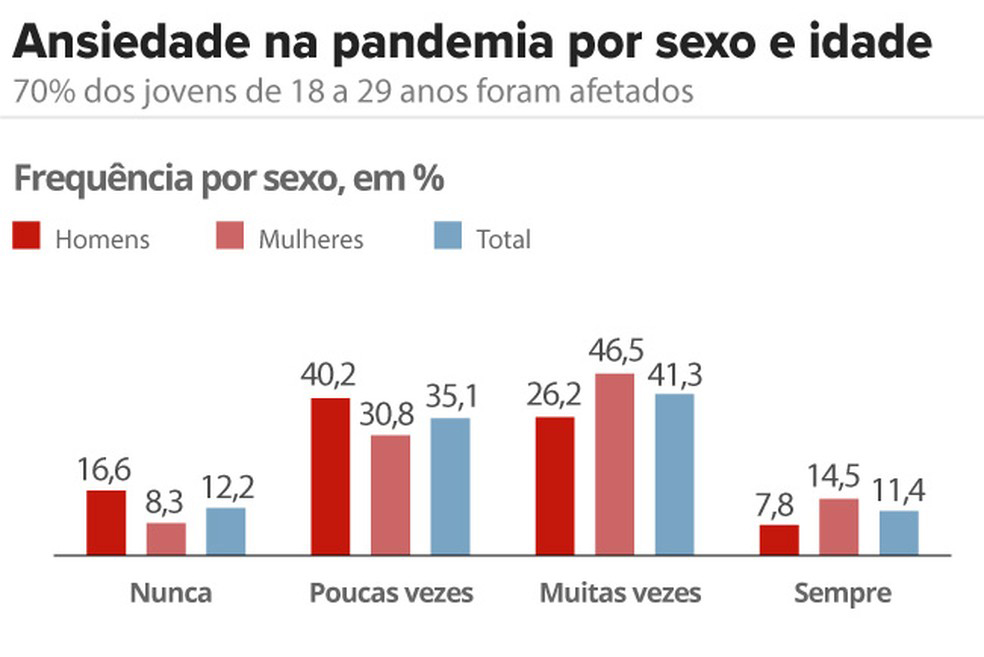 Ansiedade na pandemia por sexo e idade
70% dos jovens de 18 a 29 anos foram afetados
Frequência por sexo, em %
Homens Mulheres Total
16,6 8,3 12,2 40,2 30,8 35,1 26,2 46,5 41,3 7,8 14,5 11,4
Nunca Poucas vezes Muitas vezes Sempre